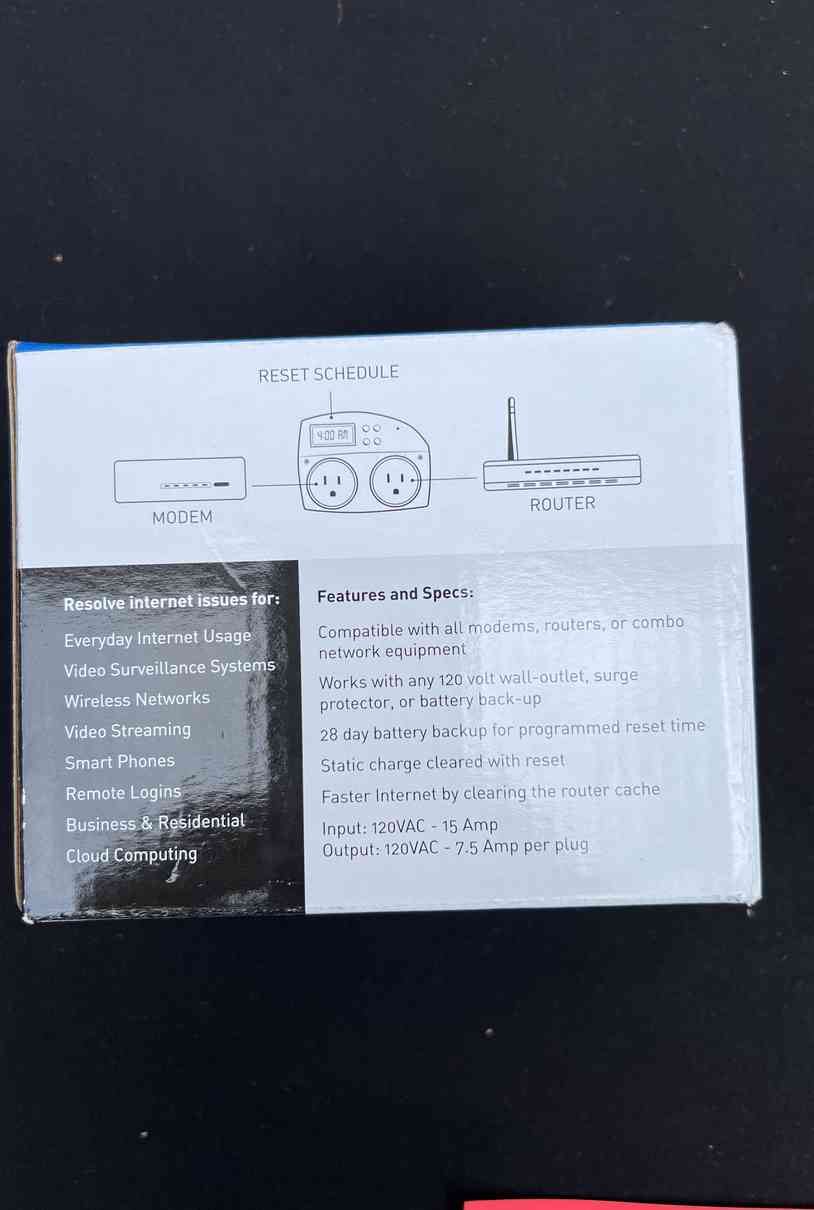 RESET SCHEDULE
4:00 AM
MODEM
ROUTER
Resolve internet issues for:
Everyday Internet Usage
Video Surveillance Systems
Wireless Networks
Video Streaming
Smart Phones
Remote Logins
Business & Residential
Cloud Computing
Features and Specs:
Compatible with all modems, routers, or combo
network equipment
Works with any 120 volt wall-outlet, surge
protector, or battery back-up
28 day battery backup for programmed reset time
Static charge cleared with reset
Faster Internet by clearing the router cache
Input: 120VAC - 15 Amp
Output: 120VAC - 7.5 Amp per plug